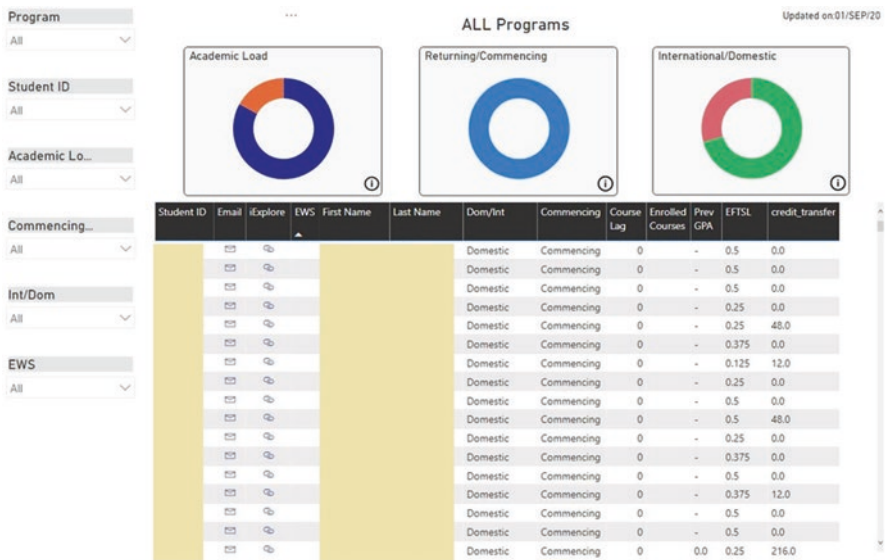 Program
All
Student ID
All
Academic Lo...
All
Commencing...
All
Int/Dom
All
EWS
All
ALL Programs
Updated on:01/SEP/20
Academic Load
Returning/Commencing
International/Domestic
Student ID Email iExplore EWS First Name Last Name Dom/Int Commencing Course Lag Enrolled Courses Prev GPA EFTSL credit_transfer
Domestic Commencing 0 - 0.5 0.0
Domestic Commencing 0 - 0.5 0.0
Domestic Commencing 0 - 0.5 0.0
Domestic Commencing 0 - 0.25 0.0
Domestic Commencing 0 - 0.25 48.0
Domestic Commencing 0 - 0.375 0.0
Domestic Commencing 0 - 0.125 12.0
Domestic Commencing 0 - 0.25 0.0
Domestic Commencing 0 - 0.5 0.0
Domestic Commencing 0 - 0.5 48.0
Domestic Commencing 0 - 0.25 0.0
Domestic Commencing 0 - 0.375 0.0
Domestic Commencing 0 - 0.5 0.0
Domestic Commencing 0 - 0.375 12.0
Domestic Commencing 0 - 0.5 0.0
Domestic Commencing 0 - 0.5 0.0
Domestic Commencing 0 0.0 0.25 216.0